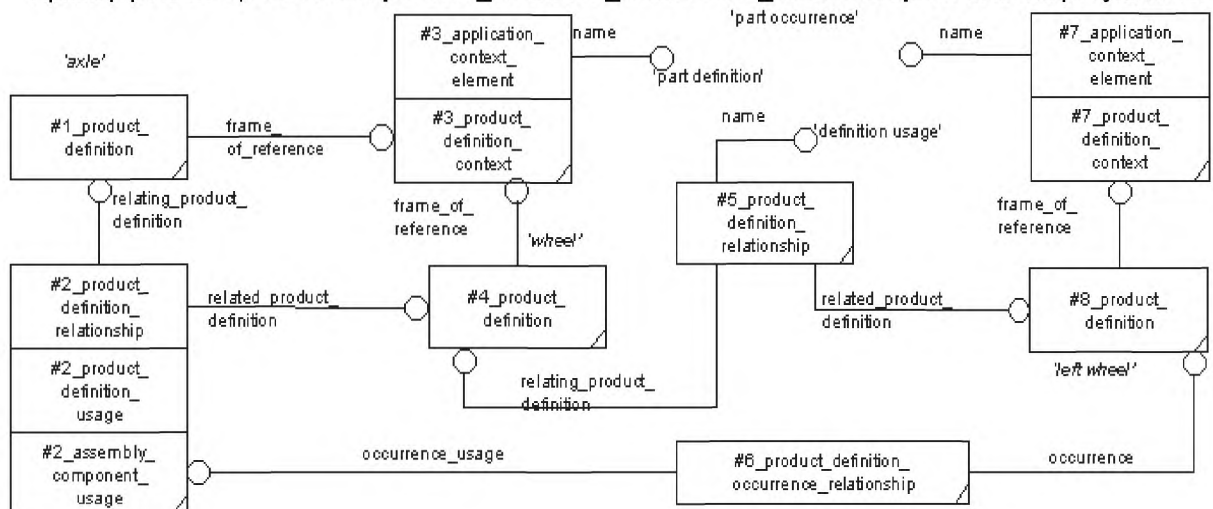 'axle'
#1_product_
definition
frame_
of_reference
#3_application_
context_
element
#3_product_
definition_
context
name
'part definition'
'part occurrence'
name
#7_application_
context_
element
#7_product_
definition_
context
relating_product_
definition
frame_of_
reference
'wheel'
name
'definition usage'
#5_product_
definition_
relationship
frame_of_
reference
#2_product_
definition_
relationship
#2_product_
definition_
usage
#2_assembly_
component_
usage
related_product_
definition
#4_product_
definition
relating_product_
definition
related_product_
definition
#8_product_
definition
'left wheel'
occurrence_usage
#6_product_definition_
occurrence_relationship
occurrence